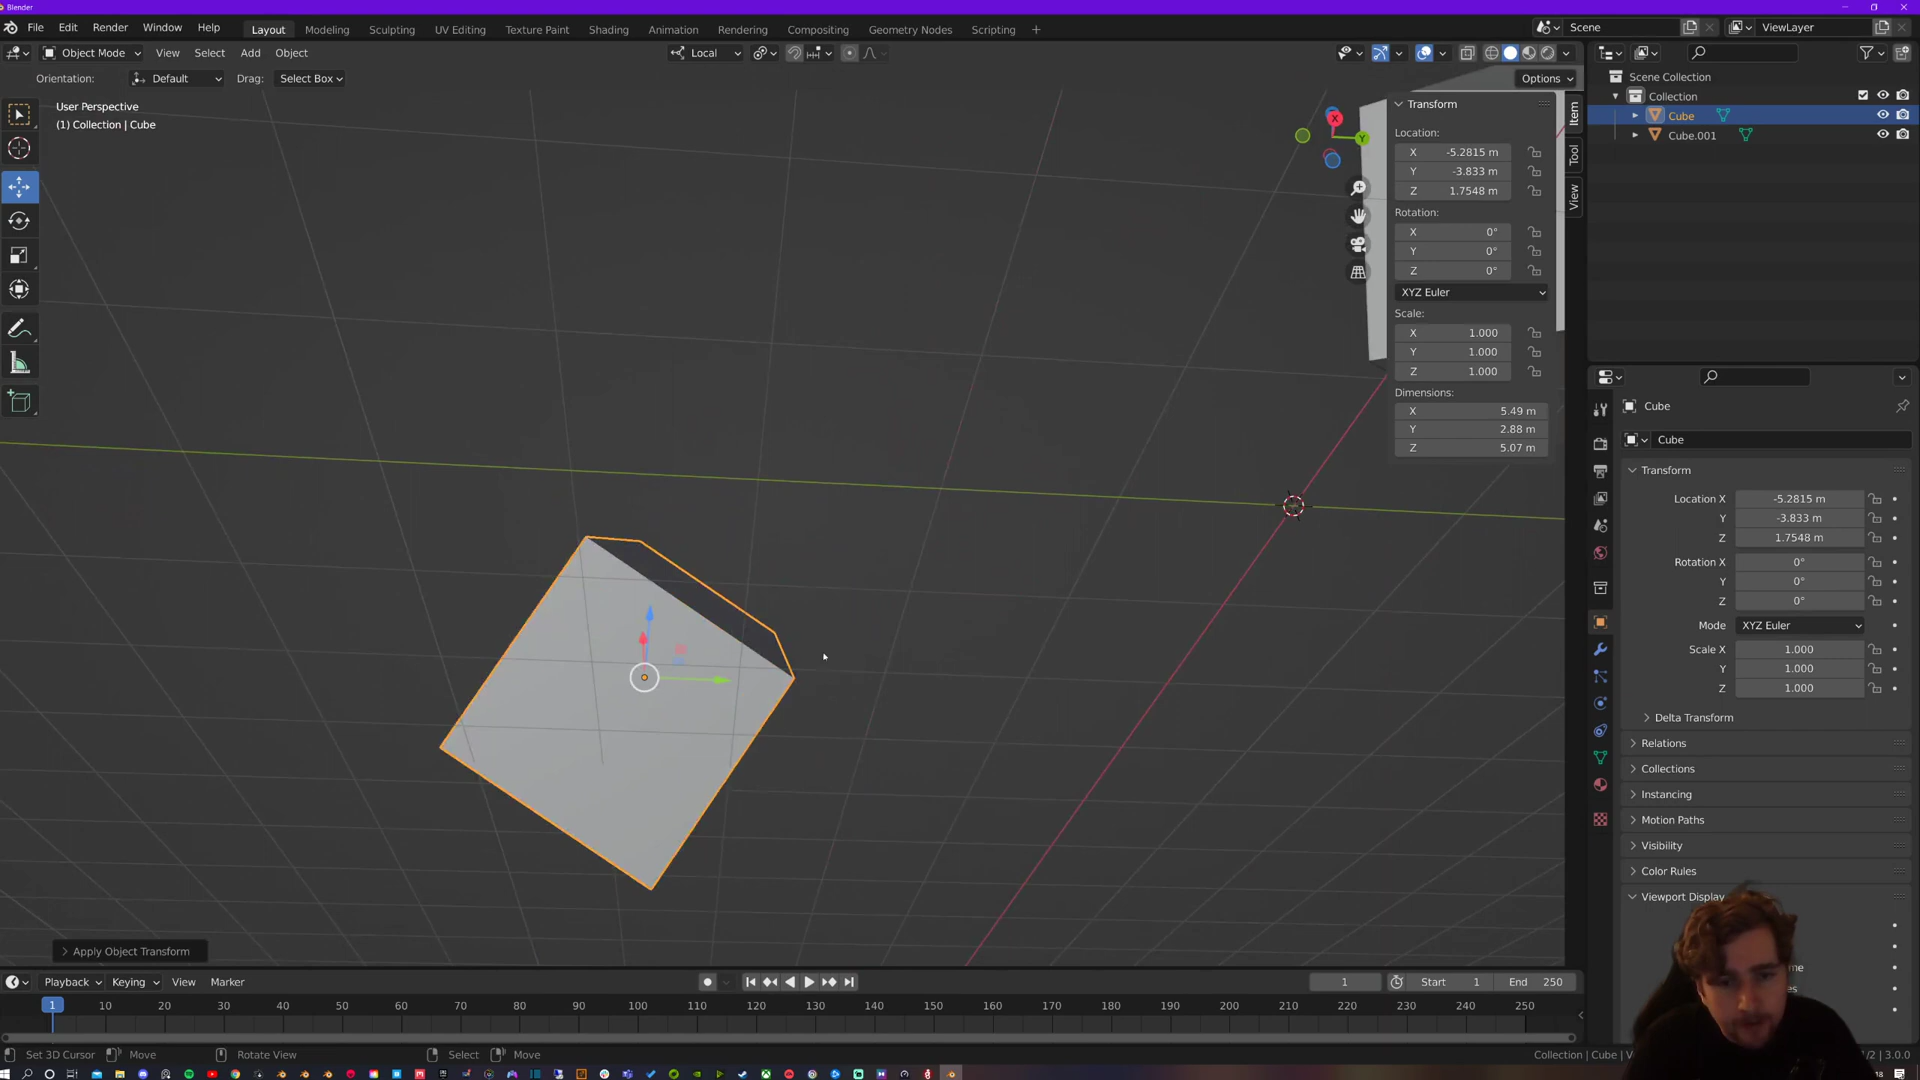 Blender
File Edit Render Window Help Layout Modeling Sculpting UV Editing Texture Paint Shading Animation Rendering Compositing Geometry Nodes Scripting + Scene ViewLayer
Object Mode View Select Add Object Local
Orientation: Default Drag: Select Box Options
User Perspective
(1) Collection | Cube
Transform
Location:
X -5.2815 m
Y -3.833 m
Z 1.7548 m
Rotation:
X 0°
Y 0°
Z 0°
XYZ Euler
Scale:
X 1.000
Y 1.000
Z 1.000
Dimensions:
X 5.49 m
Y 2.88 m
Z 5.07 m
Item
Tool
View
X
Y
Scene Collection
Collection
Cube
Cube.001
Cube
Cube
Transform
Location X -5.2815 m
Y -3.833 m
Z 1.7548 m
Rotation X 0°
Y 0°
Z 0°
Mode XYZ Euler
Scale X 1.000
Y 1.000
Z 1.000
Delta Transform
Relations
Collections
Instancing
Motion Paths
Visibility
Color Rules
Viewport Display
Apply Object Transform
Playback Keying View Marker 1 Start 1 End 250
1 10 20 30 40 50 60 70 80 90 100 110 120 130 140 150 160 170 180 190 200 210 220 230 240 250
Set 3D Cursor Move Rotate View Select Move Collection | Cube | V 1/2 | 3.0.0